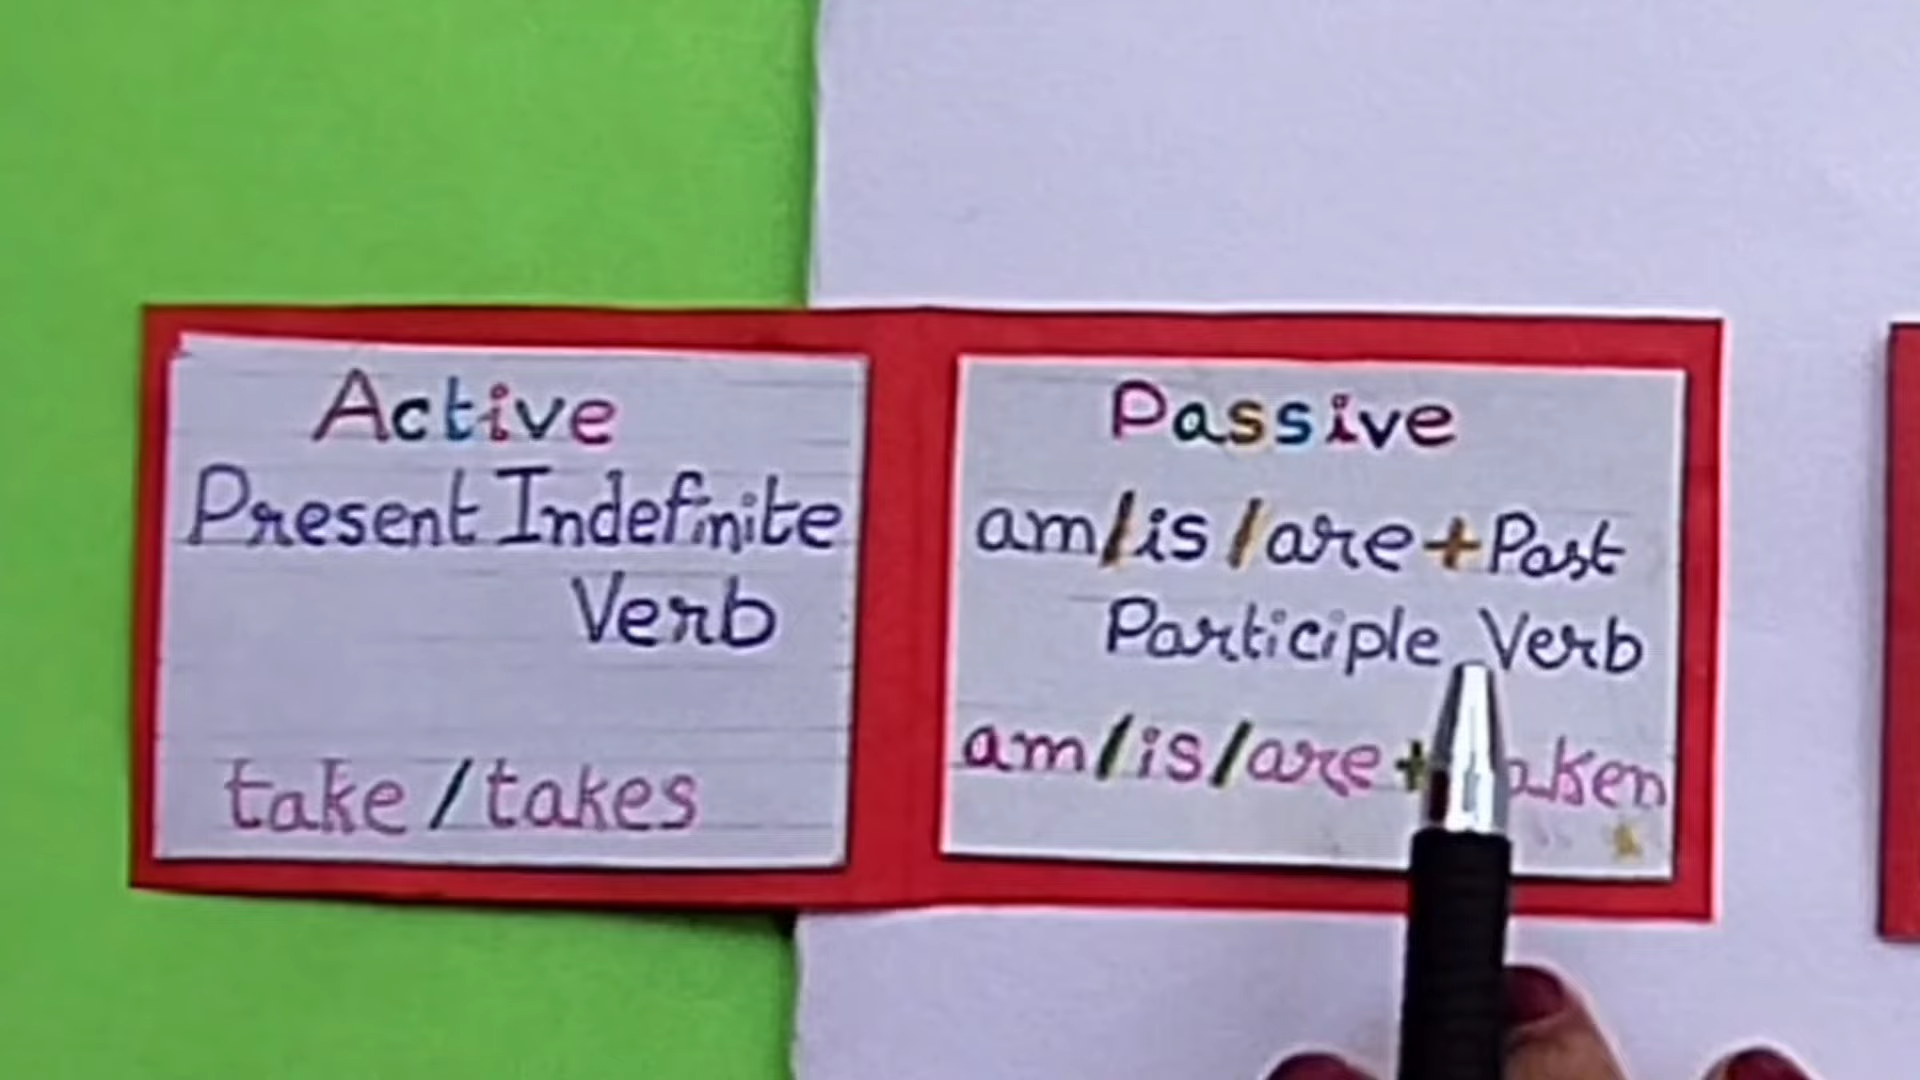 Active
Present Indefinite
Verb
take/takes
Passive
am/is/are+Past
Participle Verb
am/is/are+